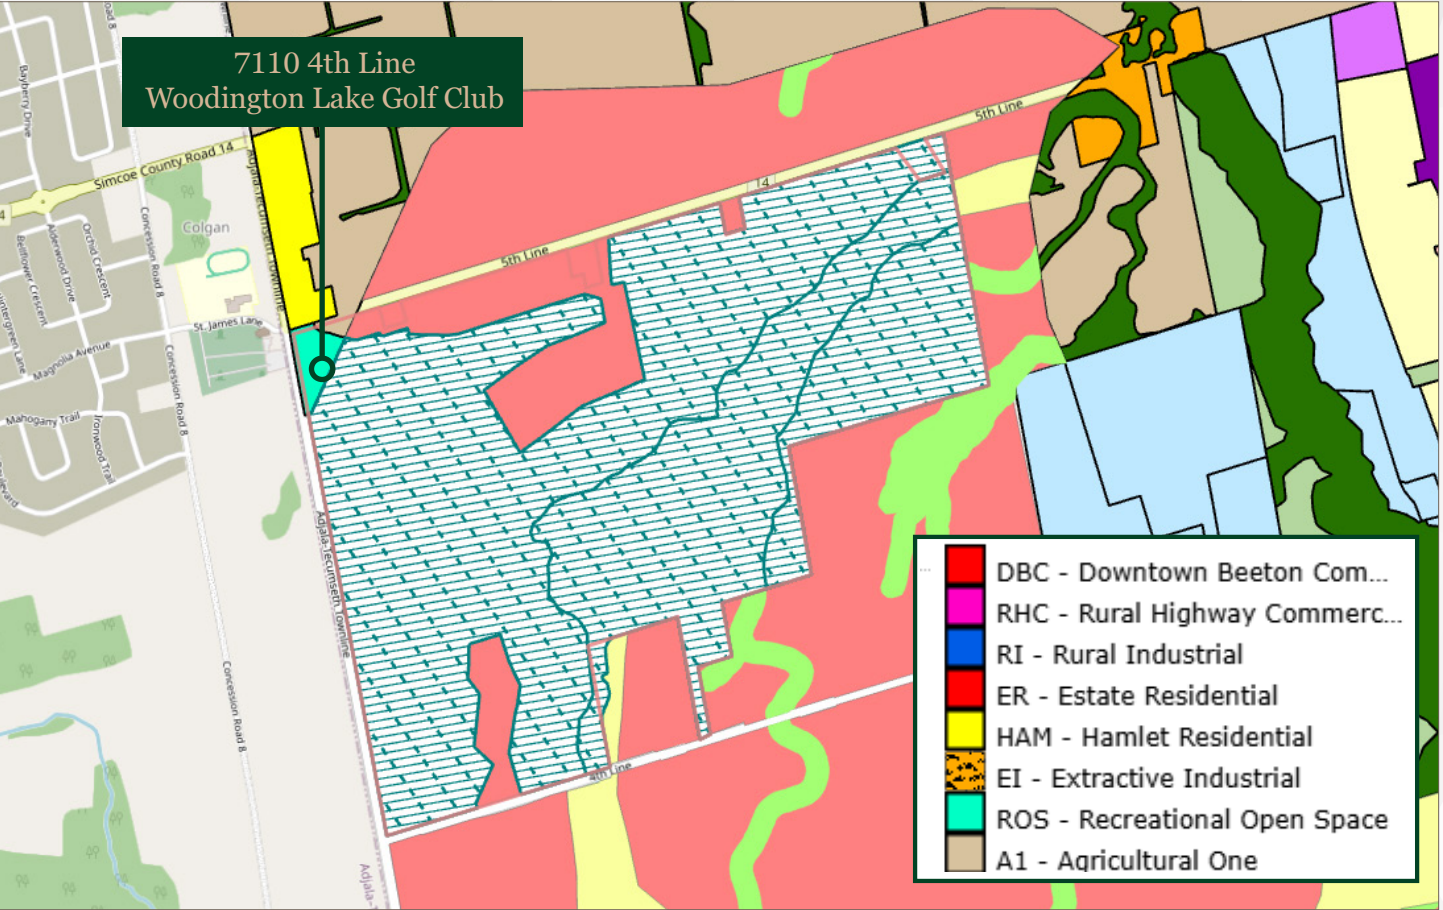 7110 4th Line
Woodington Lake Golf Club
Bayberry Drive
Simcoe County Road 14
4
Adjala-Tecumseth Townline
Concession Road 8
Colgan
Orchid Crescent
Alderwood Drive
Bellflower Crescent
St. James Lane
Magnolia Avenue
Concession Road 8
Mahogany Trail
Ironwood Trail
5th Line
14
5th Line
Adjala-Tecumseth Townline
Concession Road 8
4th Line
DBC - Downtown Beeton Com...
RHC - Rural Highway Commerc...
RI - Rural Industrial
ER - Estate Residential
HAM - Hamlet Residential
EI - Extractive Industrial
ROS - Recreational Open Space
A1 - Agricultural One